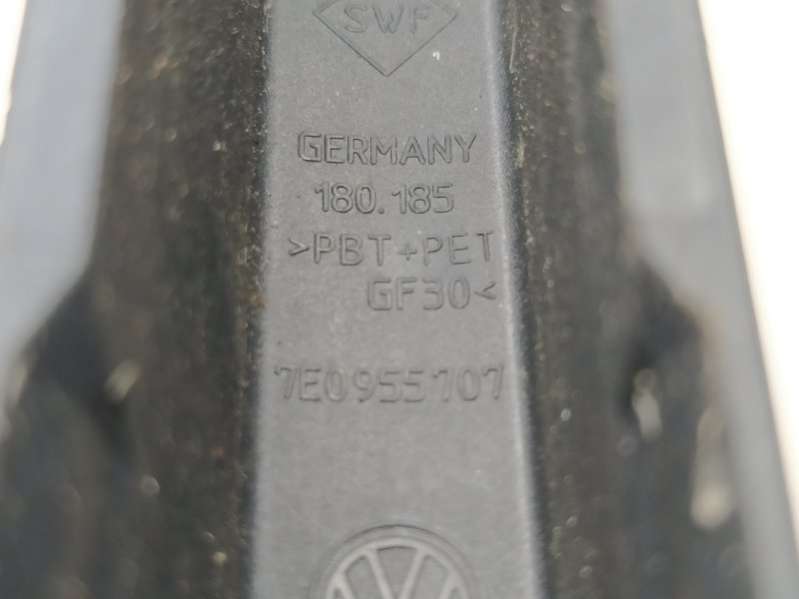 SWF
GERMANY
180.185
>PBT+PET
GF30<
7E0955707